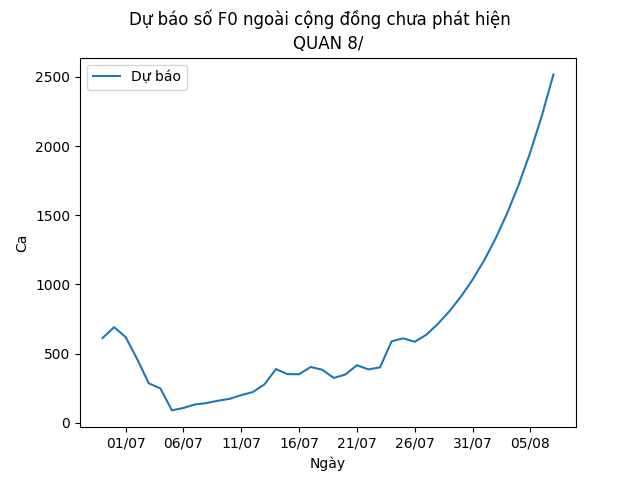 Dự báo số F0 ngoài cộng đồng chưa phát hiện
QUAN 8/
Dự báo
2500
2000
1500
1000
500
0
Ca
01/07 06/07 11/07 16/07 21/07 26/07 31/07 05/08
Ngày